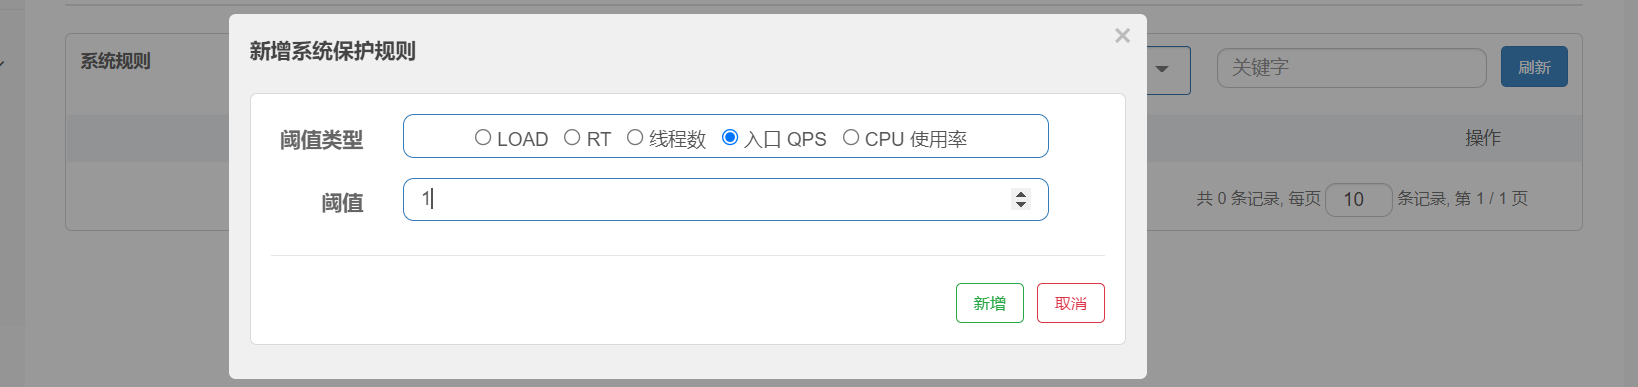 新增系统保护规则
×
系统规则
关键字
刷新
阈值类型
LOAD RT 线程数 入口 QPS CPU 使用率
操作
阈值
1
共 0 条记录, 每页 10 条记录, 第 1 / 1 页
新增 取消